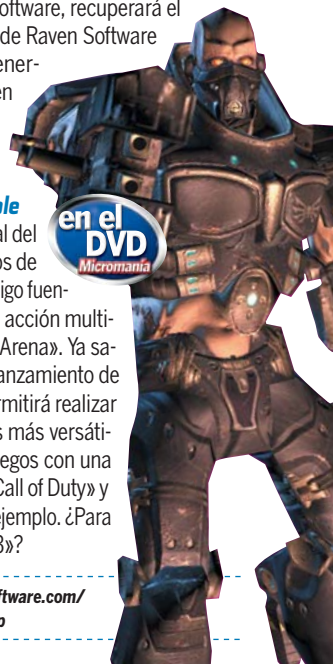 oftware, recuperará el
de Raven Software
ener-
en
ble
al del
os de
igo fuen-
acción multi-
Arena». Ya sa-
anzamiento de
rmitirá realizar
s más versáti-
egos con una
Call of Duty» y
ejemplo. ¿Para
3»?
ftware.com/
p
en el
DVD
Micromanía